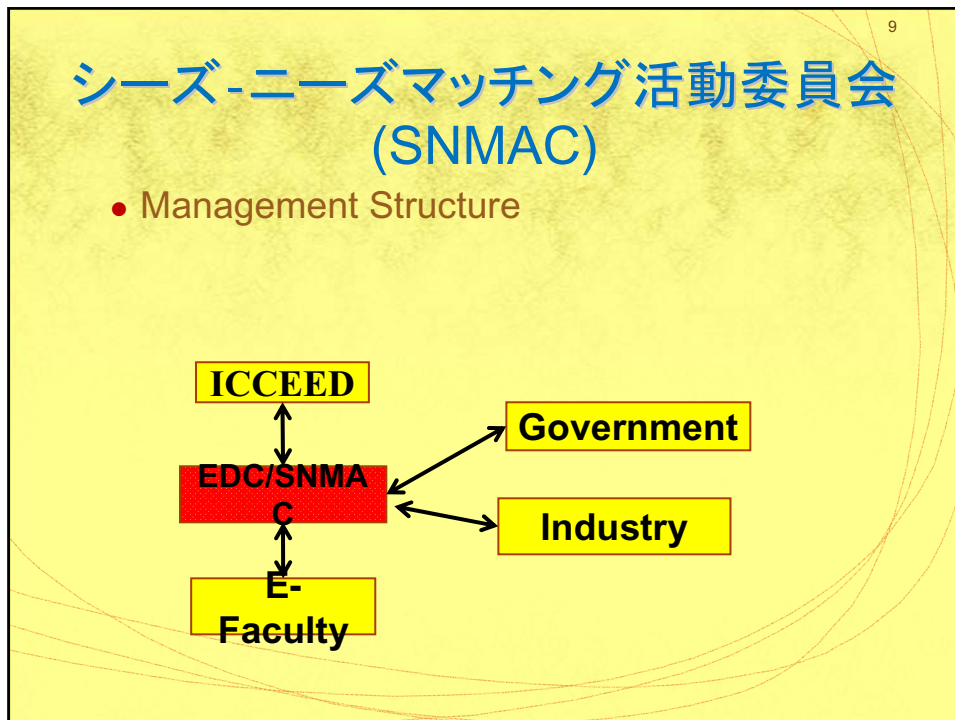 9
シーズ-ニーズマッチング活動委員会
(SNMAC)
Management Structure
ICCEED
Government
EDC/SNMA
C
Industry
E-
Faculty